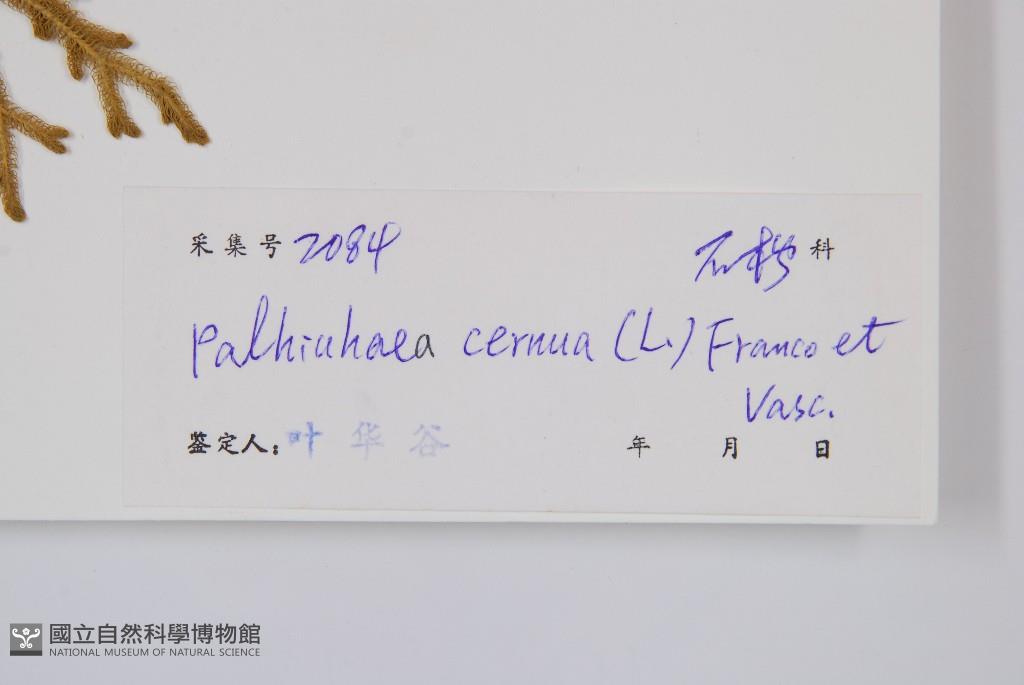 采集号 2084 石松 科
Palhiuhaea cernua (L.) Franco et
Vasc.
鉴定人: 叶华谷 年 月 日
國立自然科學博物館
NATIONAL MUSEUM OF NATURAL SCIENCE